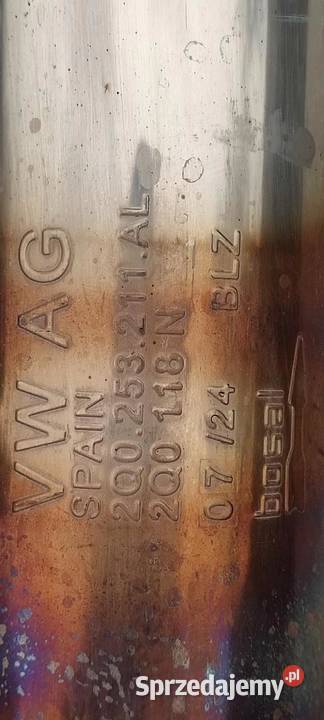 VW AG
SPAIN
2Q0.253.211.AL
2Q0 118 N
07 /24 BLZ
bosal
Sprzedajemy.pl